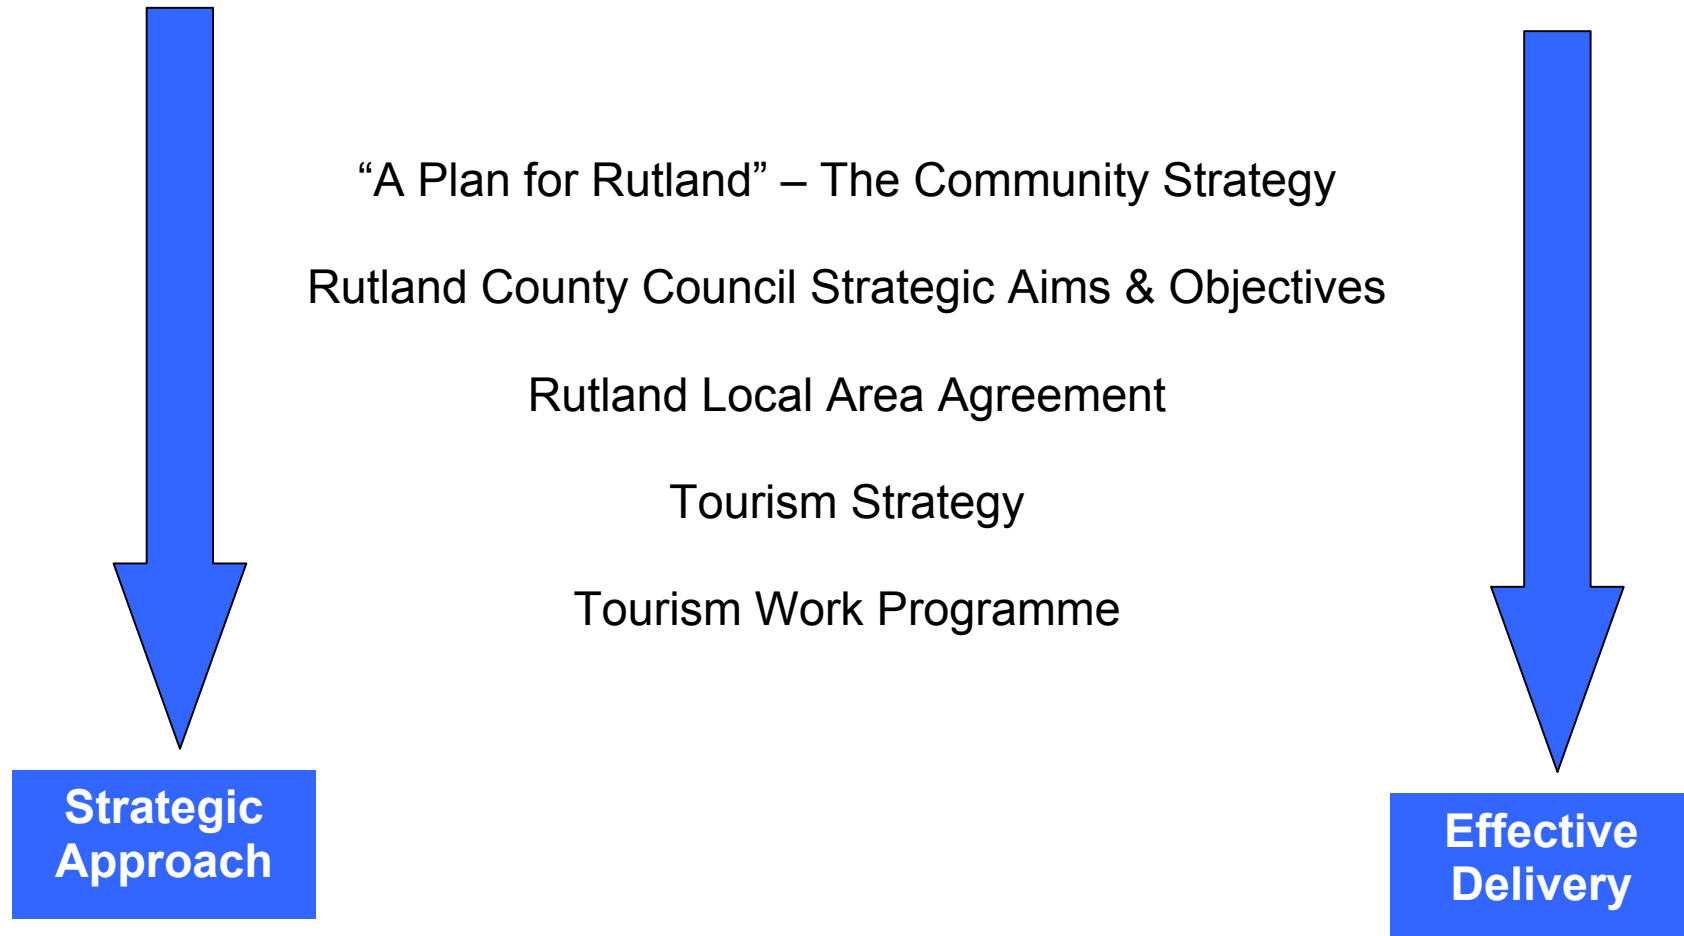 “A Plan for Rutland” – The Community Strategy
Rutland County Council Strategic Aims & Objectives
Rutland Local Area Agreement
Tourism Strategy
Tourism Work Programme
Strategic
Approach
Effective
Delivery